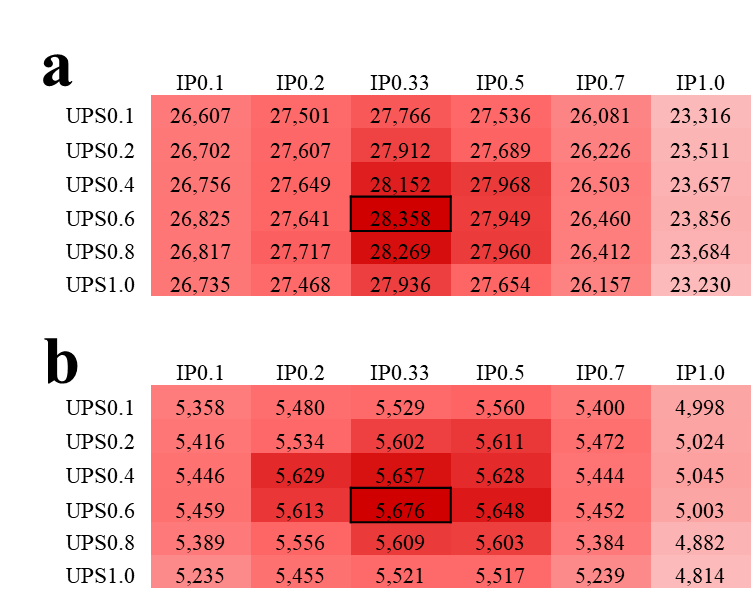 a
IP0.1 IP0.2 IP0.33 IP0.5 IP0.7 IP1.0
UPS0.1 26,607 27,501 27,766 27,536 26,081 23,316
UPS0.2 26,702 27,607 27,912 27,689 26,226 23,511
UPS0.4 26,756 27,649 28,152 27,968 26,503 23,657
UPS0.6 26,825 27,641 28,358 27,949 26,460 23,856
UPS0.8 26,817 27,717 28,269 27,960 26,412 23,684
UPS1.0 26,735 27,468 27,936 27,654 26,157 23,230
b
IP0.1 IP0.2 IP0.33 IP0.5 IP0.7 IP1.0
UPS0.1 5,358 5,480 5,529 5,560 5,400 4,998
UPS0.2 5,416 5,534 5,602 5,611 5,472 5,024
UPS0.4 5,446 5,629 5,657 5,628 5,444 5,045
UPS0.6 5,459 5,613 5,676 5,648 5,452 5,003
UPS0.8 5,389 5,556 5,609 5,603 5,384 4,882
UPS1.0 5,235 5,455 5,521 5,517 5,239 4,814